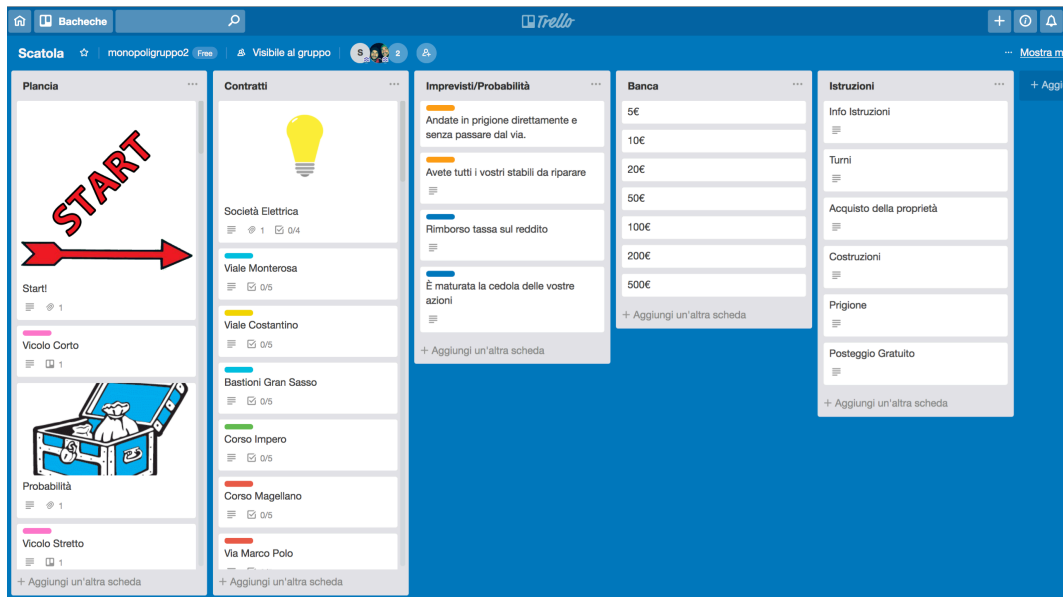 Bacheche
Trello
Scatola
monopoligruppo2
Free
Visibile al gruppo
S
2
Mostra m
Plancia
START
Start!
1
Vicolo Corto
1
Probabilità
1
Vicolo Stretto
1
+ Aggiungi un'altra scheda
Contratti
Società Elettrica
1 0/4
Viale Monterosa
0/5
Viale Costantino
0/5
Bastioni Gran Sasso
0/5
Corso Impero
0/5
Corso Magellano
0/5
Via Marco Polo
+ Aggiungi un'altra scheda
Imprevisti/Probabilità
Andate in prigione direttamente e
senza passare dal via.
Avete tutti i vostri stabili da riparare
Rimborso tassa sul reddito
È maturata la cedola delle vostre
azioni
+ Aggiungi un'altra scheda
Banca
5€
10€
20€
50€
100€
200€
500€
+ Aggiungi un'altra scheda
Istruzioni
Info Istruzioni
Turni
Acquisto della proprietà
Costruzioni
Prigione
Posteggio Gratuito
+ Aggiungi un'altra scheda
+ Aggi